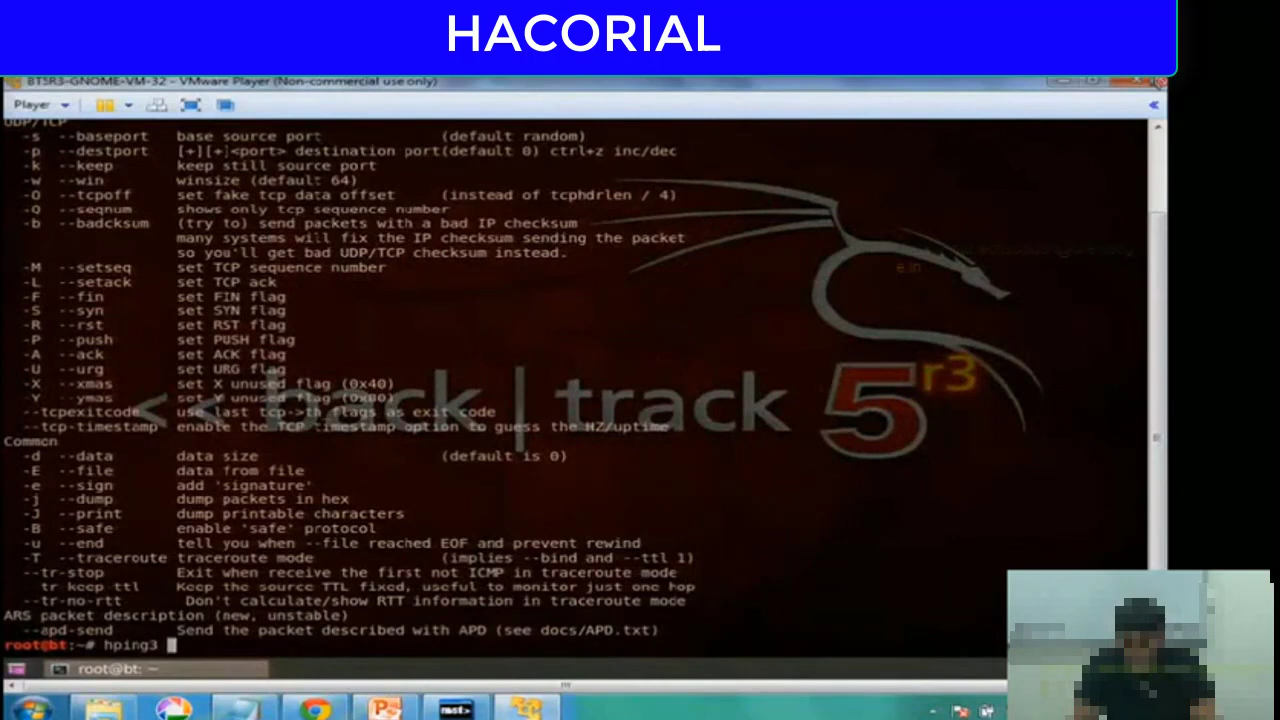 HACORIAL
BT5R3-GNOME-VM-32 - VMware Player (Non-commercial use only)
Player
UDP/TCP
-s --baseport base source port (default random)
-p --destport [+][+]<port> destination port(default 0) ctrl+z inc/dec
-k --keep keep still source port
-w --win winsize (default 64)
-O --tcpoff set fake tcp data offset (instead of tcphdrlen / 4)
-Q --seqnum shows only tcp sequence number
-b --badcksum (try to) send packets with a bad IP checksum
many systems will fix the IP checksum sending the packet
so you'll get bad UDP/TCP checksum instead.
-M --setseq set TCP sequence number
-L --setack set TCP ack
-F --fin set FIN flag
-S --syn set SYN flag
-R --rst set RST flag
-P --push set PUSH flag
-A --ack set ACK flag
-U --urg set URG flag
-X --xmas set X unused flag (0x40)
-Y --ymas set Y unused flag (0x80)
--tcpexitcode use last tcp->th_flags as exit code
--tcp-timestamp enable the TCP timestamp option to guess the HZ/uptime
<< back | track 5 r3
Common
-d --data data size (default is 0)
-E --file data from file
-e --sign add 'signature'
-j --dump dump packets in hex
-J --print dump printable characters
-B --safe enable 'safe' protocol
-u --end tell you when --file reached EOF and prevent rewind
-T --traceroute traceroute mode (implies --bind and --ttl 1)
--tr-stop Exit when receive the first not ICMP in traceroute mode
--tr-keep-ttl Keep the source TTL fixed, useful to monitor just one hop
--tr-no-rtt Don't calculate/show RTT information in traceroute mode
ARS packet description (new, unstable)
--apd-send Send the packet described with APD (see docs/APD.txt)
root@bt:~# hping3
root@bt: ~